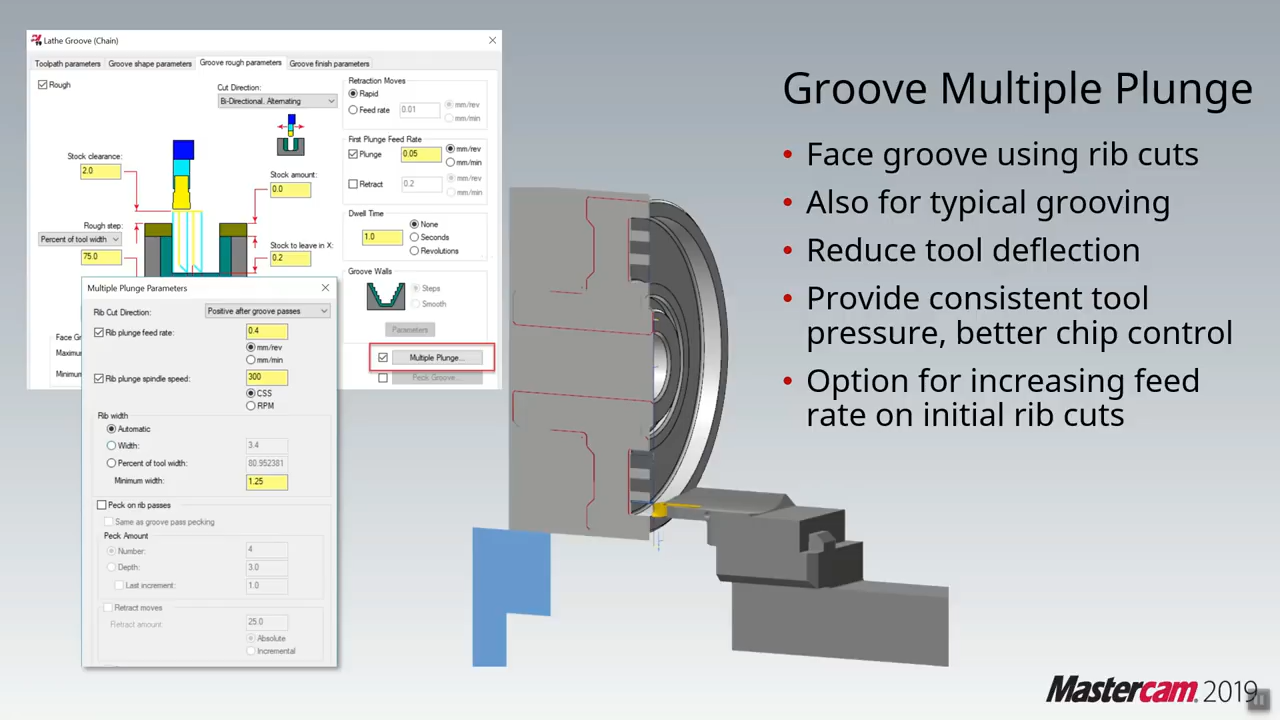 Lathe Groove (Chain)
Toolpath parameters
Groove shape parameters
Groove rough parameters
Groove finish parameters
Rough
Cut Direction:
Bi-Directional, Alternating
Stock clearance:
2.0
Stock amount:
0.0
Rough step:
Percent of tool width
75.0
Stock to leave in X:
0.2
Retraction Moves
Rapid
Feed rate
0.01
mm/rev
mm/min
First Plunge Feed Rate
Plunge
0.05
mm/rev
mm/min
Retract
0.2
mm/rev
mm/min
Dwell Time
1.0
None
Seconds
Revolutions
Groove Walls
Steps
Smooth
Parameters
Multiple Plunge...
Peck Groove...
Multiple Plunge Parameters
Rib Cut Direction:
Positive after groove passes
Rib plunge feed rate:
0.4
mm/rev
mm/min
Rib plunge spindle speed:
300
CSS
RPM
Rib width
Automatic
Width:
3.4
Percent of tool width:
80.952381
Minimum width:
1.25
Peck on rib passes
Same as groove pass pecking
Peck Amount
Number:
4
Depth:
3.0
Last increment:
1.0
Retract moves
Retract amount:
25.0
Absolute
Incremental
Groove Multiple Plunge
• Face groove using rib cuts
• Also for typical grooving
• Reduce tool deflection
• Provide consistent tool
pressure, better chip control
• Option for increasing feed
rate on initial rib cuts
Mastercam. 2019